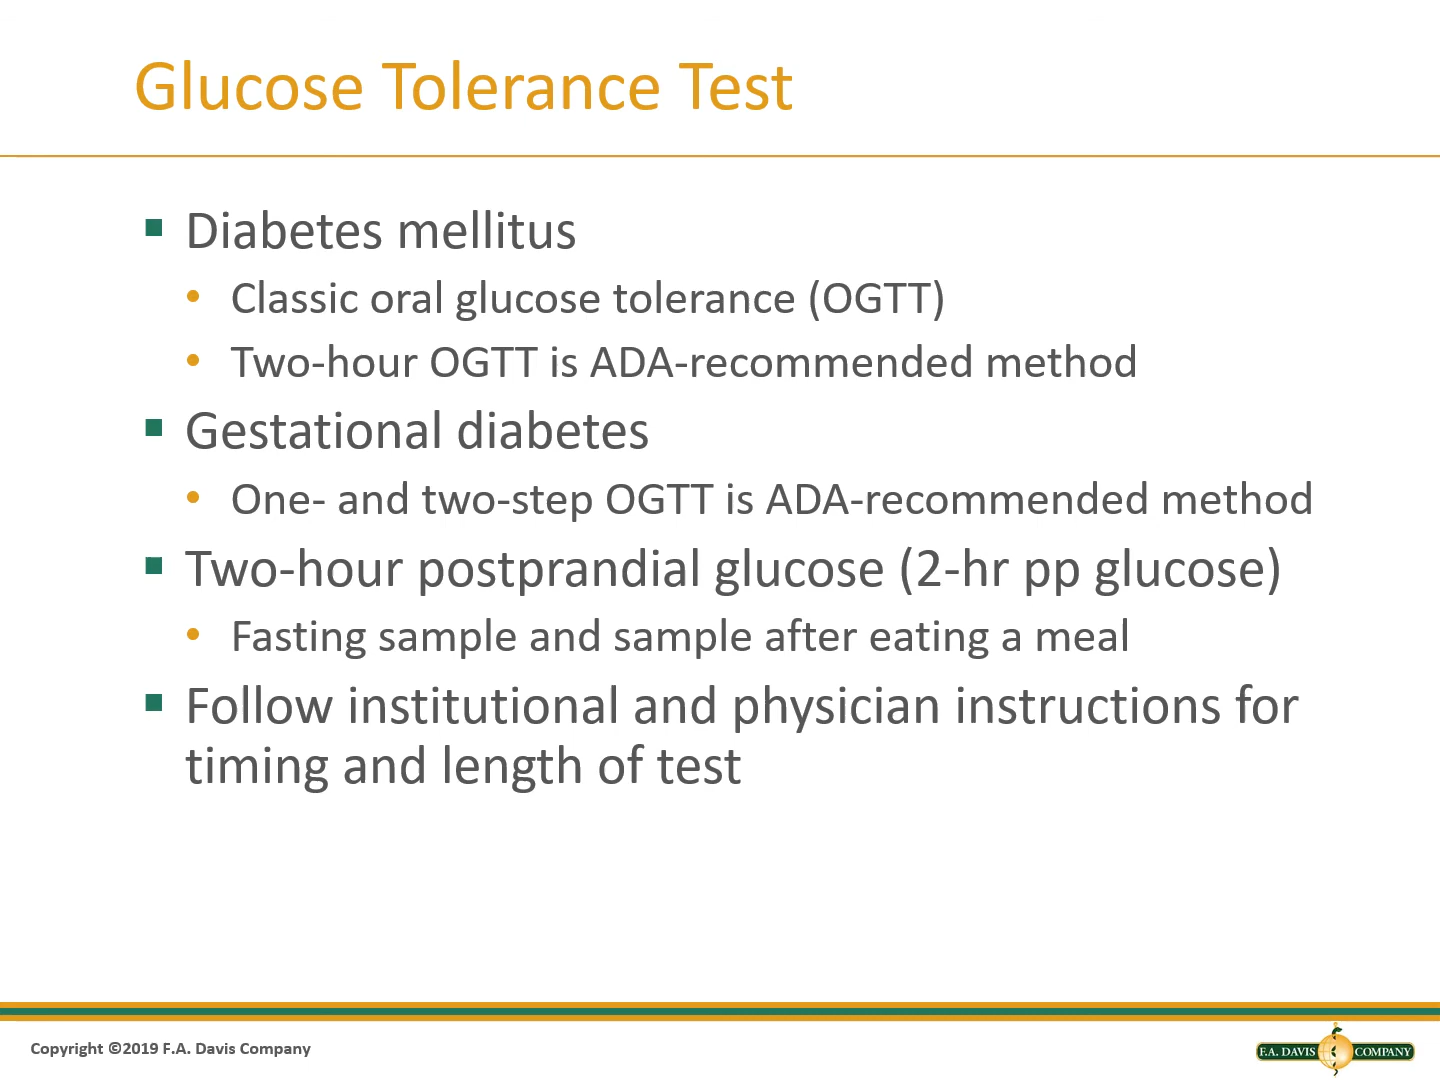 Glucose Tolerance Test
Diabetes mellitus
Classic oral glucose tolerance (OGTT)
Two-hour OGTT is ADA-recommended method
Gestational diabetes
One- and two-step OGTT is ADA-recommended method
Two-hour postprandial glucose (2-hr pp glucose)
Fasting sample and sample after eating a meal
Follow institutional and physician instructions for
timing and length of test
Copyright ©2019 F.A. Davis Company
F.A. DAVIS COMPANY